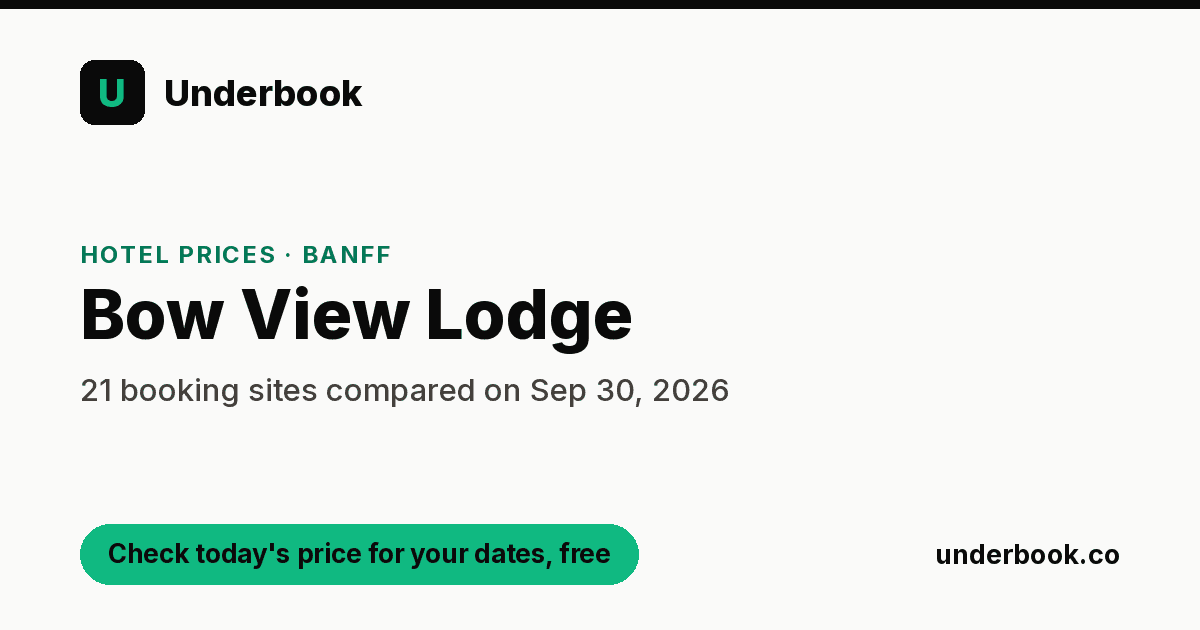 U Underbook
HOTEL PRICES · BANFF
Bow View Lodge
21 booking sites compared on Sep 30, 2026
Check today's price for your dates, free
underbook.co